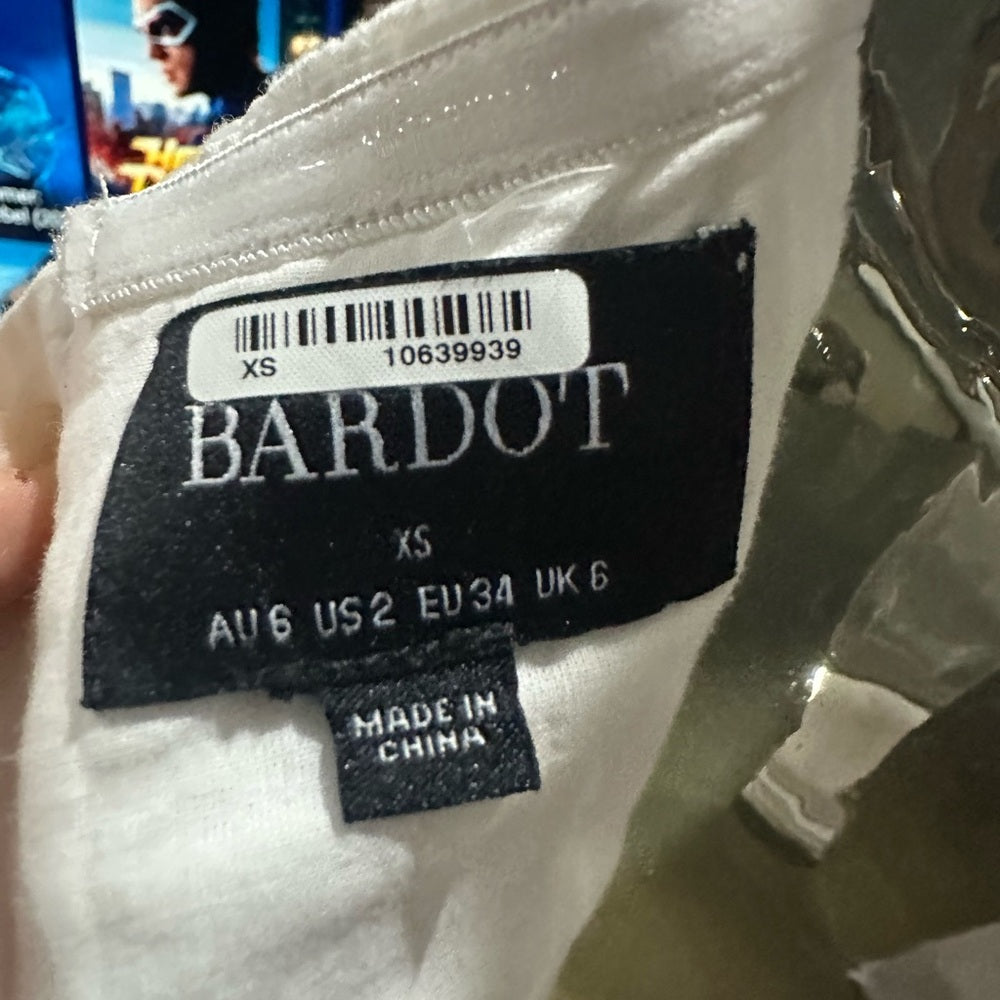 XS 10639939
BARDOT
XS
AU 6 US 2 EU 34 UK 6
MADE IN
CHINA